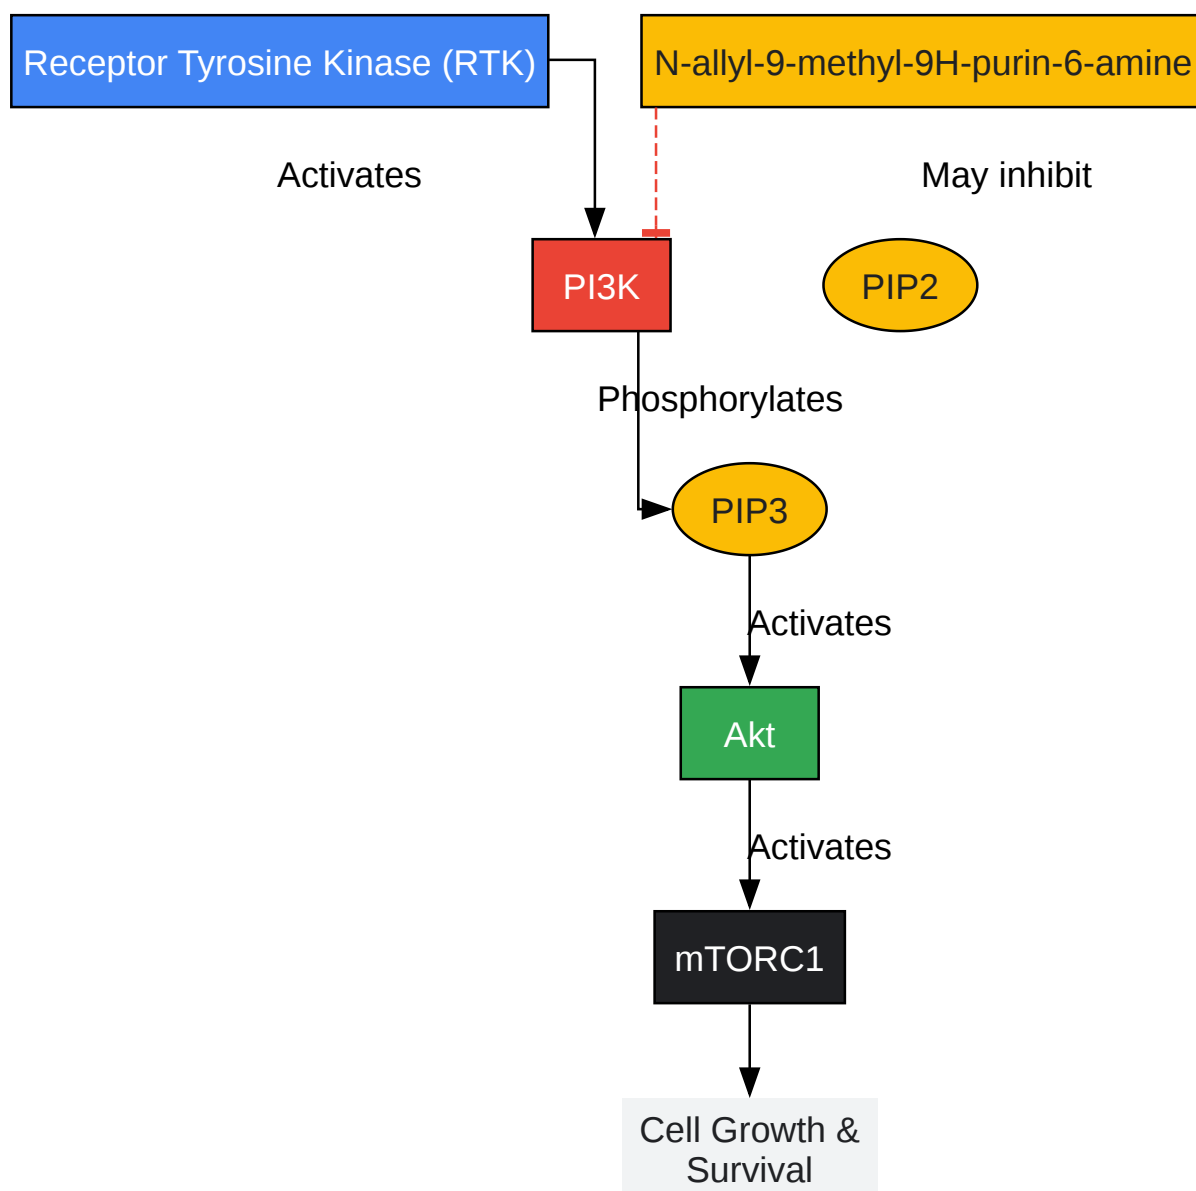 Receptor Tyrosine Kinase (RTK)
N-allyl-9-methyl-9H-purin-6-amine
Activates
May inhibit
PI3K
PIP2
Phosphorylates
PIP3
Activates
Akt
Activates
mTORC1
Cell Growth &
Survival